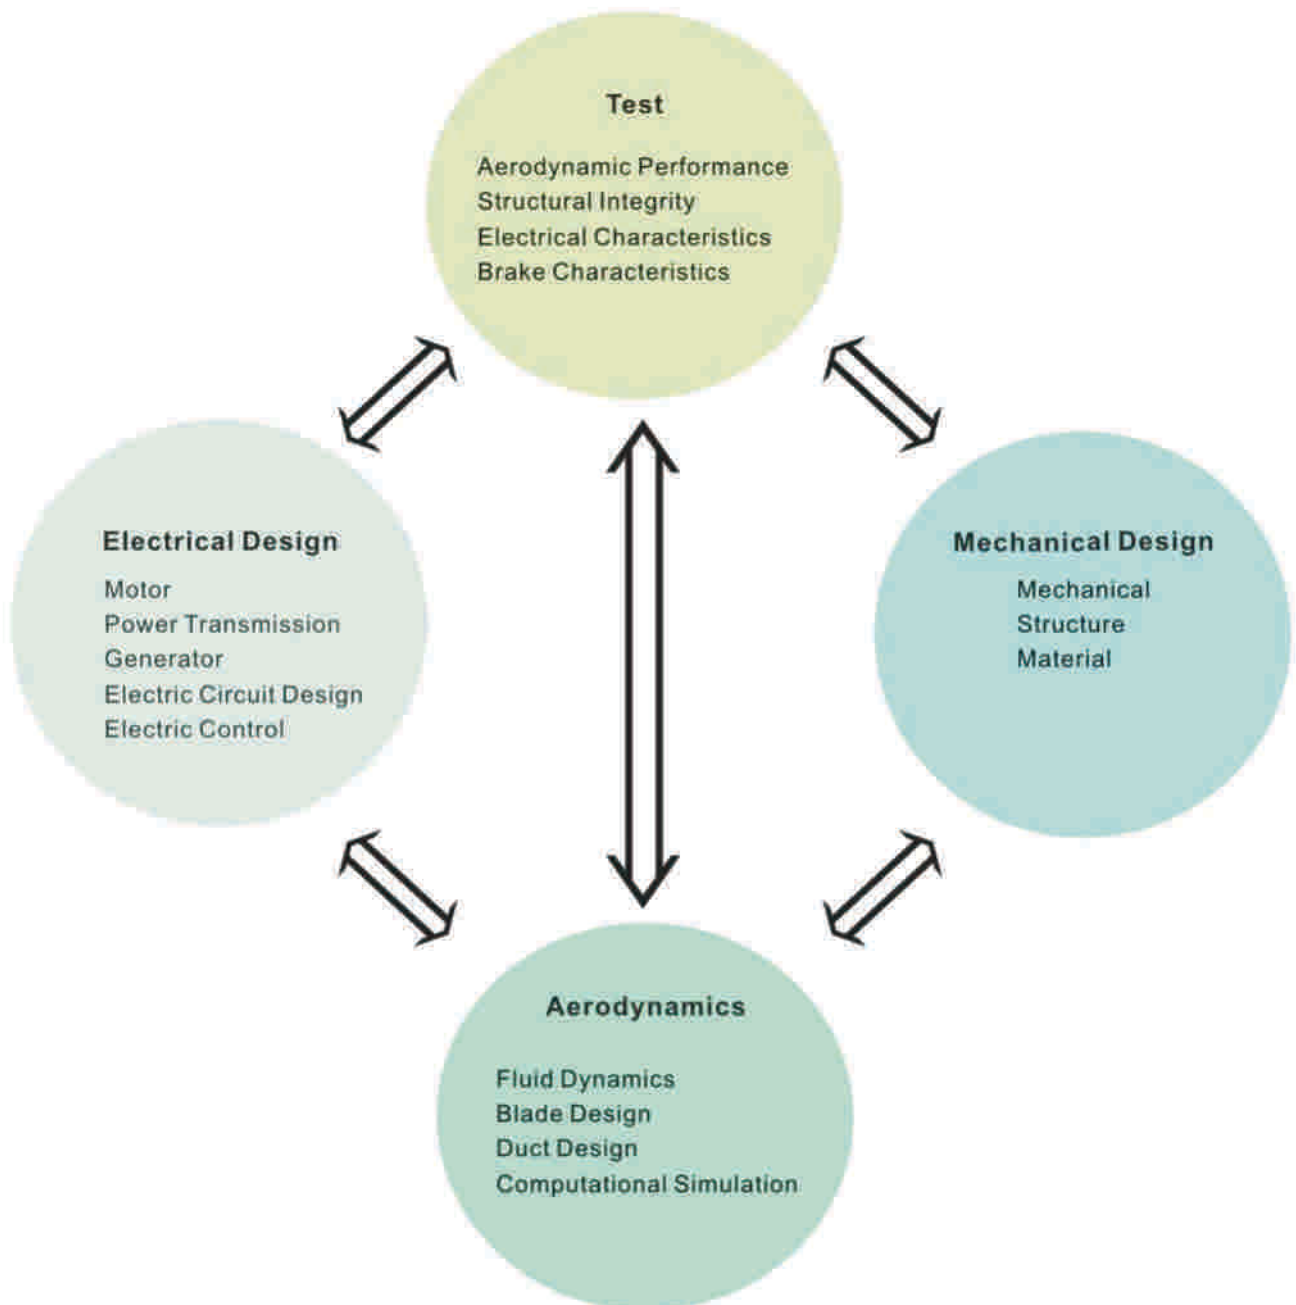 Test
Aerodynamic Performance
Structural Integrity
Electrical Characteristics
Brake Characteristics
Electrical Design
Motor
Power Transmission
Generator
Electric Circuit Design
Electric Control
Mechanical Design
Mechanical
Structure
Material
Aerodynamics
Fluid Dynamics
Blade Design
Duct Design
Computational Simulation